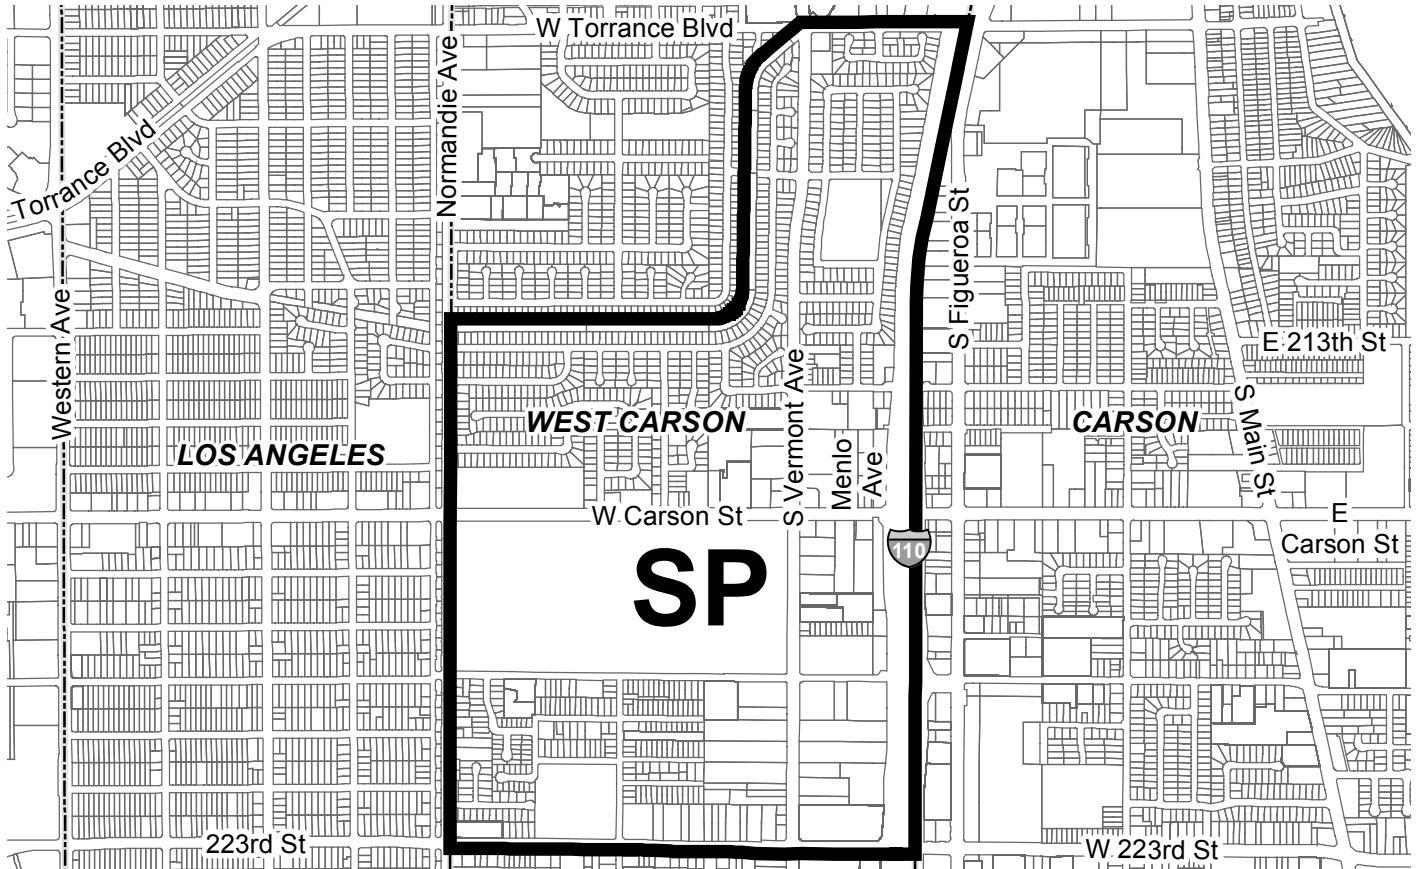 W Torrance Blvd
Normandie Ave
Torrance Blvd
S Figueroa St
Western Ave
E 213th St
S Vermont Ave
WEST CARSON
CARSON
S Main St
LOS ANGELES
Menlo
Ave
W Carson St
E
Carson St
110
SP
223rd St
W 223rd St